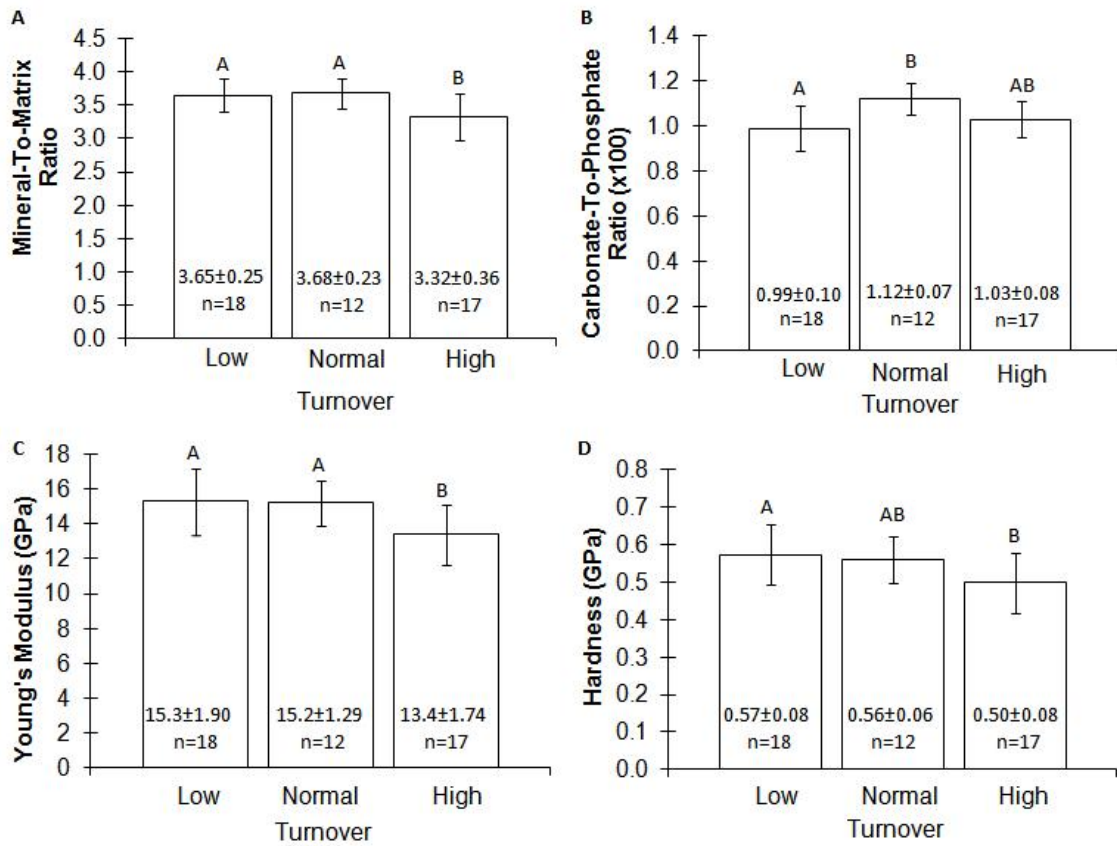 A
Mineral-To-Matrix
Ratio
4.5
4.0
3.5
3.0
2.5
2.0
1.5
1.0
0.5
0.0
A
A
B
3.65±0.25
n=18
3.68±0.23
n=12
3.32±0.36
n=17
Low
Normal
High
Turnover
B
Carbonate-To-Phosphate
Ratio (x100)
1.4
1.2
1.0
0.8
0.6
0.4
0.2
0.0
A
B
AB
0.99±0.10
n=18
1.12±0.07
n=12
1.03±0.08
n=17
Low
Normal
High
Turnover
C
Young's Modulus (GPa)
18
16
14
12
10
8
6
4
2
0
A
A
B
15.3±1.90
n=18
15.2±1.29
n=12
13.4±1.74
n=17
Low
Normal
High
Turnover
D
Hardness (GPa)
0.8
0.7
0.6
0.5
0.4
0.3
0.2
0.1
0.0
A
AB
B
0.57±0.08
n=18
0.56±0.06
n=12
0.50±0.08
n=17
Low
Normal
High
Turnover